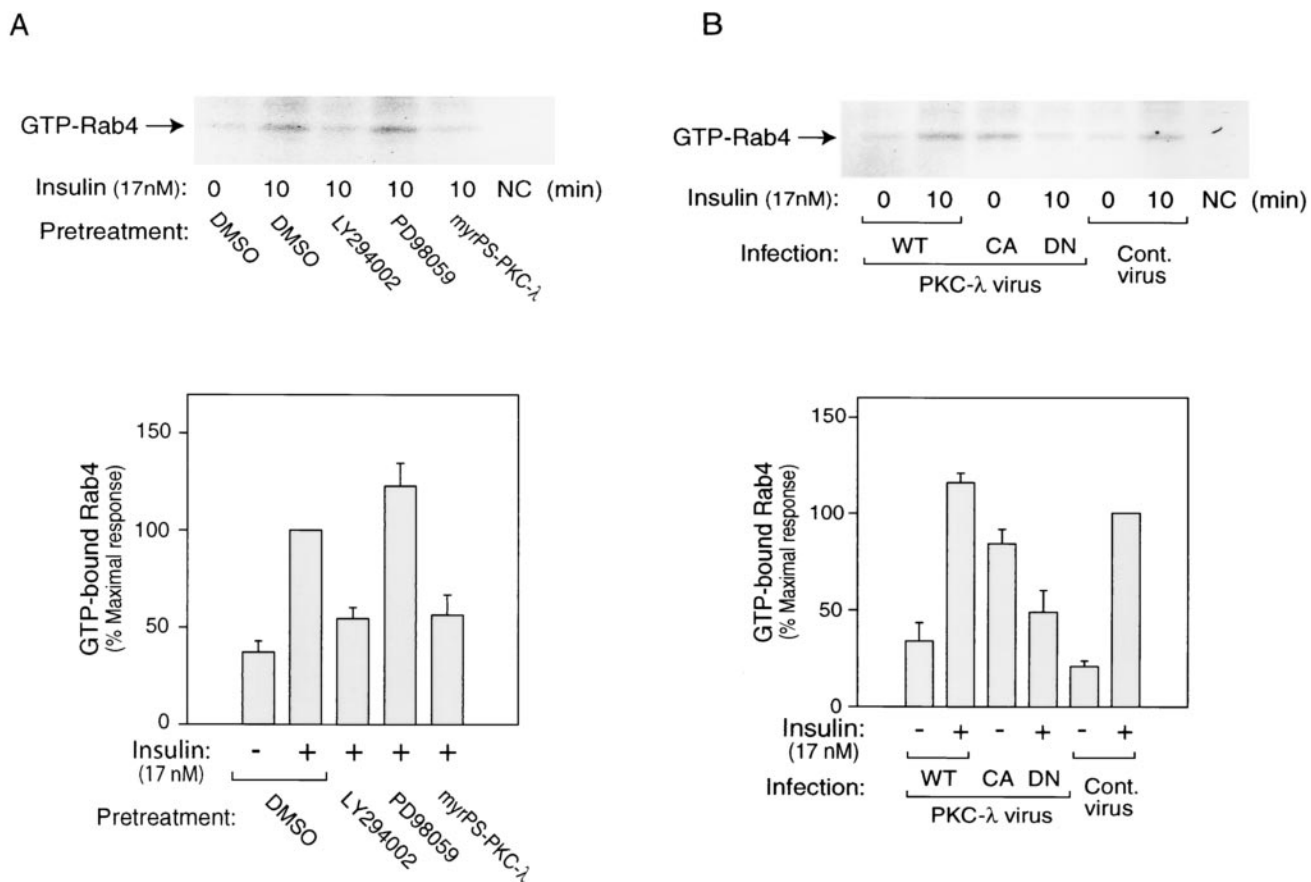 A
GTP-Rab4
Insulin (17nM): 0 10 10 10 10 NC (min)
Pretreatment: DMSO DMSO LY294002 PD98059 myrPS-PKC-λ
150
100
50
0
GTP-bound Rab4
(% Maximal response)
Insulin: - + + + +
(17 nM)
Pretreatment: DMSO LY294002 PD98059 myrPS-PKC-λ
B
GTP-Rab4
Insulin (17nM): 0 10 0 10 0 10 NC (min)
Infection: WT CA DN Cont. virus
PKC-λ virus
150
100
50
0
GTP-bound Rab4
(% Maximal response)
Insulin: - + - + - +
(17 nM)
Infection: WT CA DN Cont. virus
PKC-λ virus